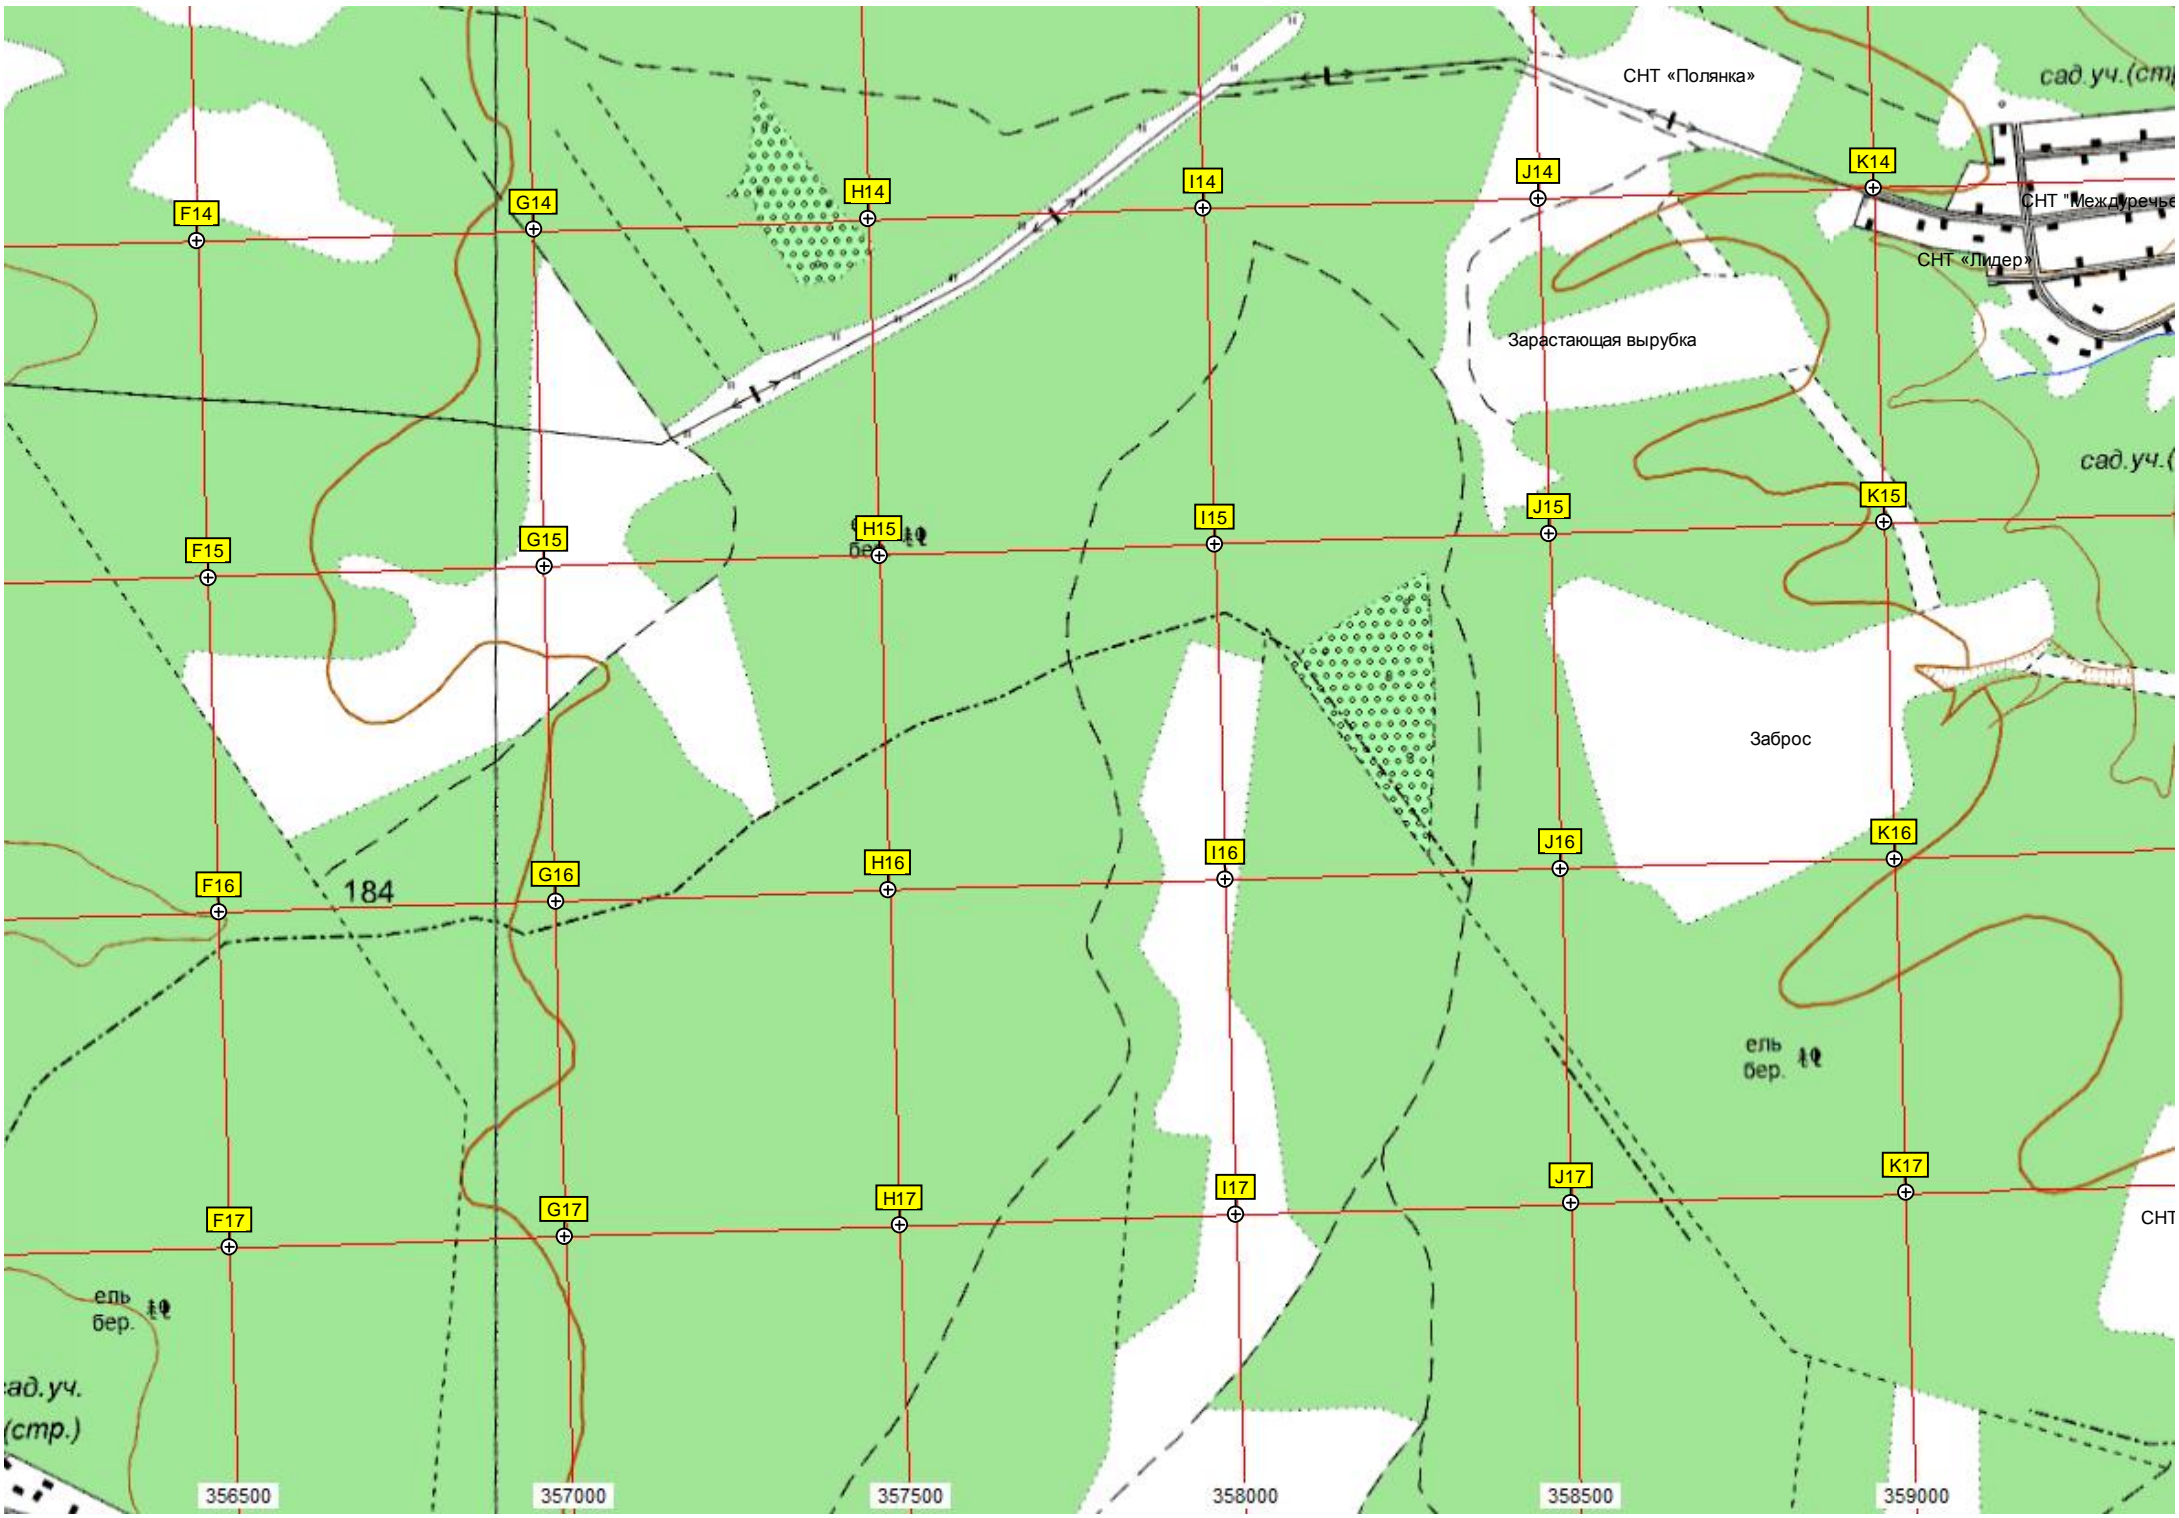 СНТ «Полянка»
сад.уч.(стр
K14
J14
I14
H14
G14
F14
СНТ "Междуречье
СНТ «Лидер»
Зарастающая вырубка
сад.уч.(
K15
J15
I15
H15
бер.
G15
F15
Заброс
K16
J16
I16
H16
G16
F16
184
ель
бер.
K17
J17
I17
H17
G17
F17
СНТ
ель
бер.
сад.уч.
(стр.)
356500
357000
357500
358000
358500
359000